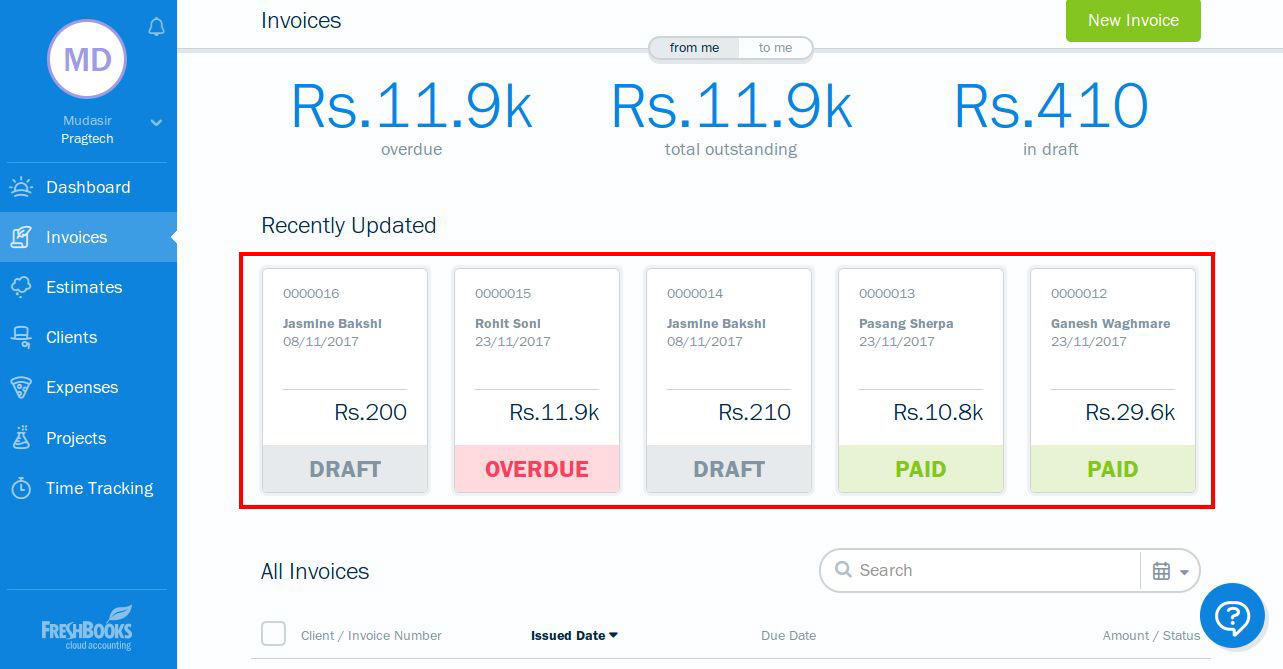 MD
Mudasir
Pragtech
Dashboard
Invoices
Estimates
Clients
Expenses
Projects
Time Tracking
FRESHBOOKS
cloud accounting
Invoices
New Invoice
from me
to me
Rs.11.9k
overdue
Rs.11.9k
total outstanding
Rs.410
in draft
Recently Updated
0000016
Jasmine Bakshi
08/11/2017
Rs.200
DRAFT
0000015
Rohit Soni
23/11/2017
Rs.11.9k
OVERDUE
0000014
Jasmine Bakshi
08/11/2017
Rs.210
DRAFT
0000013
Pasang Sherpa
23/11/2017
Rs.10.8k
PAID
0000012
Ganesh Waghmare
23/11/2017
Rs.29.6k
PAID
All Invoices
Search
Client / Invoice Number
Issued Date
Due Date
Amount / Status
?